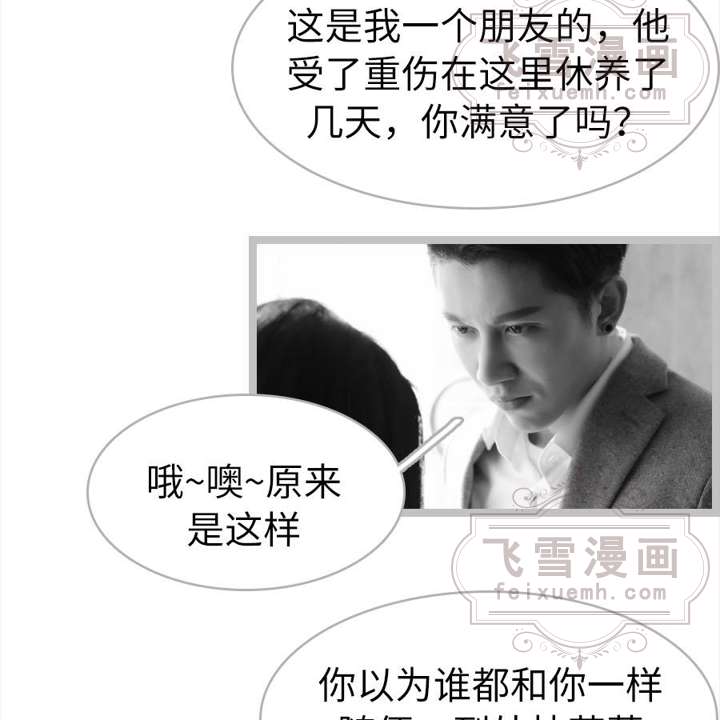 这是我一个朋友的，他
受了重伤在这里休养了
几天，你满意了吗？
飞雪漫画
feixuemh.com
哦~噢~原来
是这样
飞雪漫画
feixuemh.com
你以为谁都和你一样